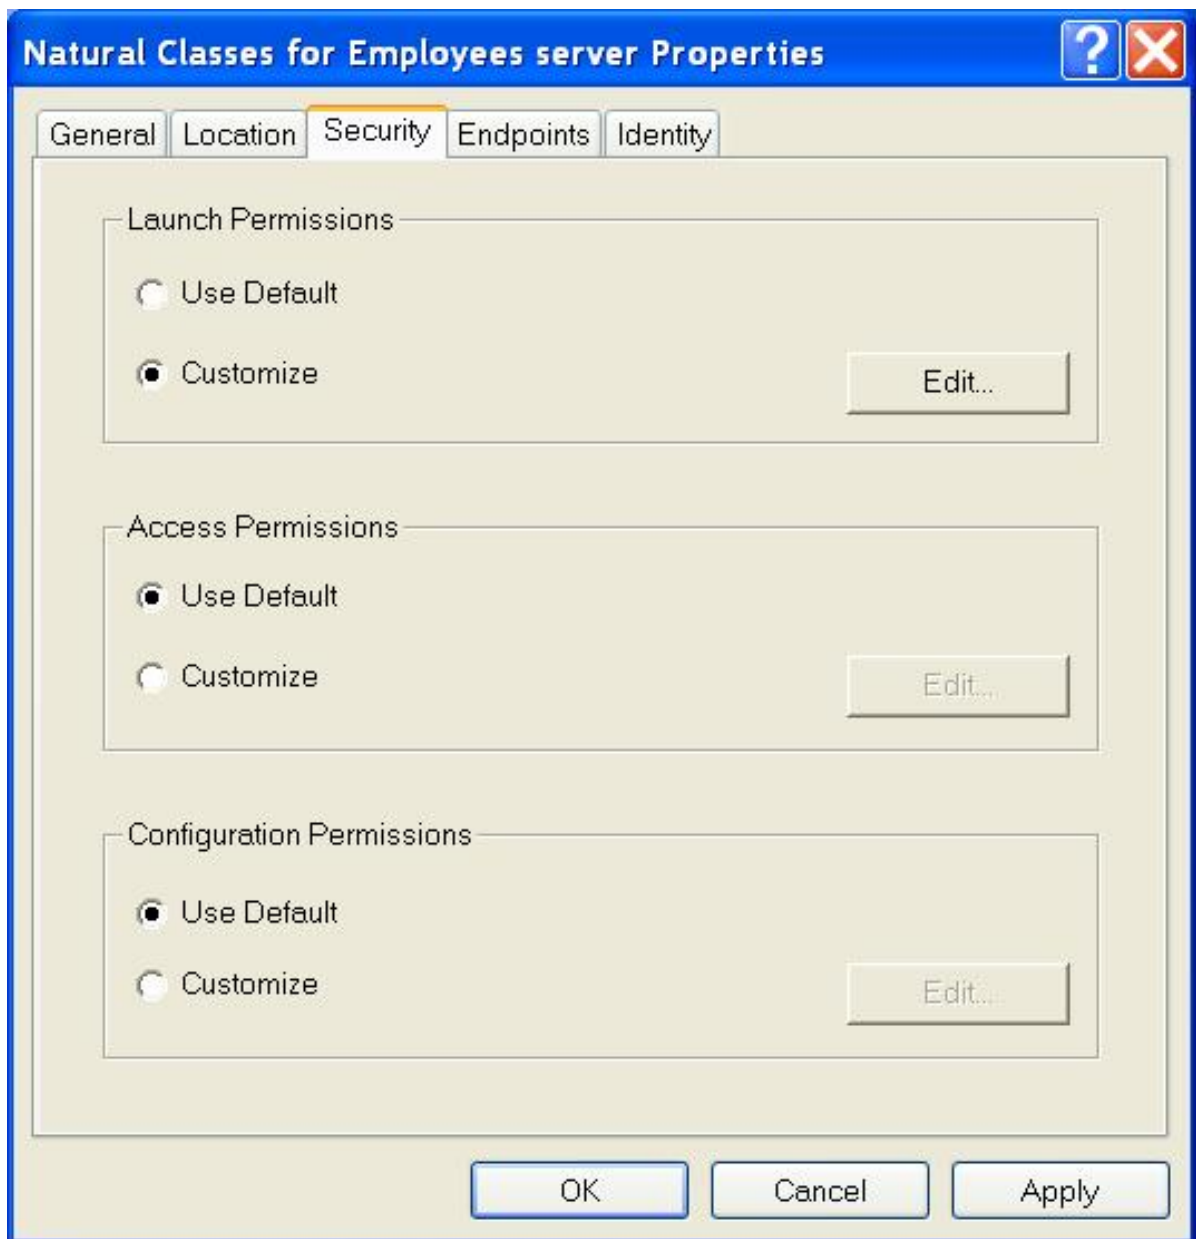 Natural Classes for Employees server Properties
General Location Security Endpoints Identity
Launch Permissions
Use Default
Customize
Edit...
Access Permissions
Use Default
Customize
Edit...
Configuration Permissions
Use Default
Customize
Edit...
OK Cancel Apply